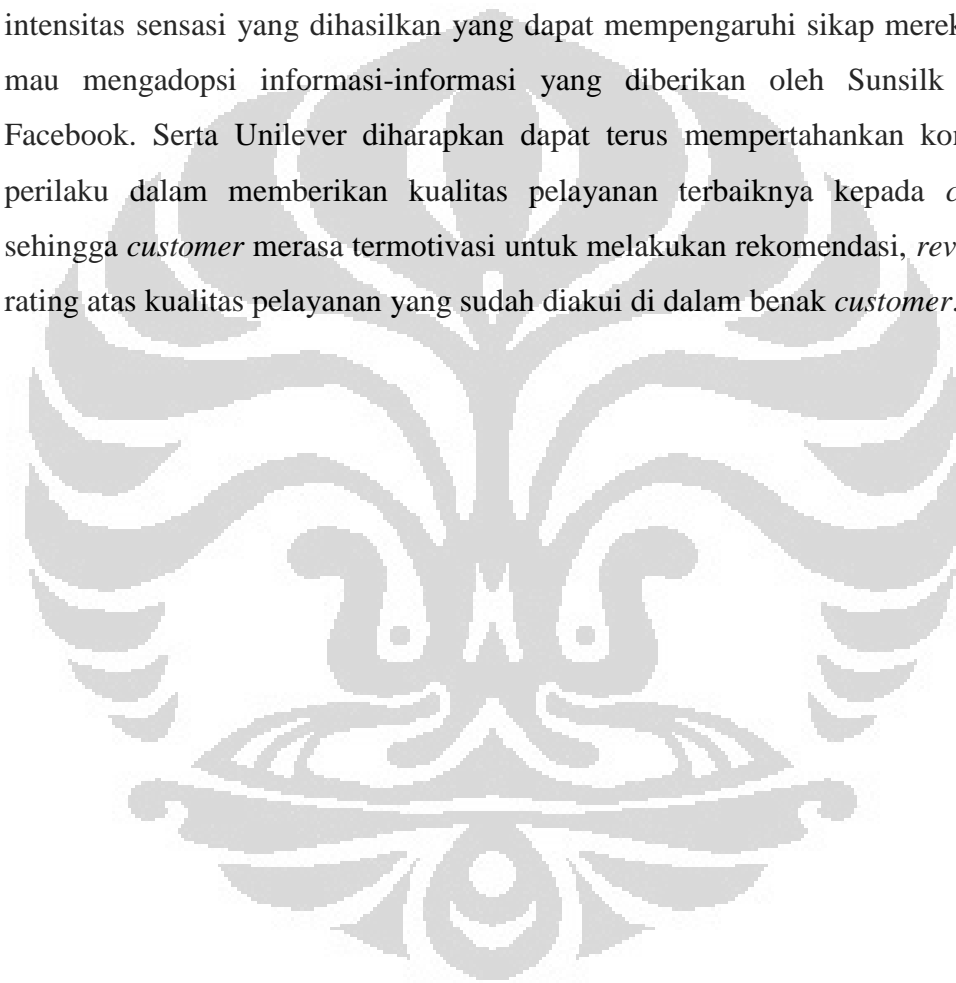 intensitas sensasi yang dihasilkan yang dapat mempengaruhi sikap
mau mengadopsi informasi-informasi yang diberikan oleh Sunsilk
Facebook. Serta Unilever diharapkan dapat terus mempertahankan
perilaku dalam memberikan kualitas pelayanan terbaiknya kepada
sehingga customer merasa termotivasi untuk melakukan rekomendasi,
rating atas kualitas pelayanan yang sudah diakui di dalam benak customer.